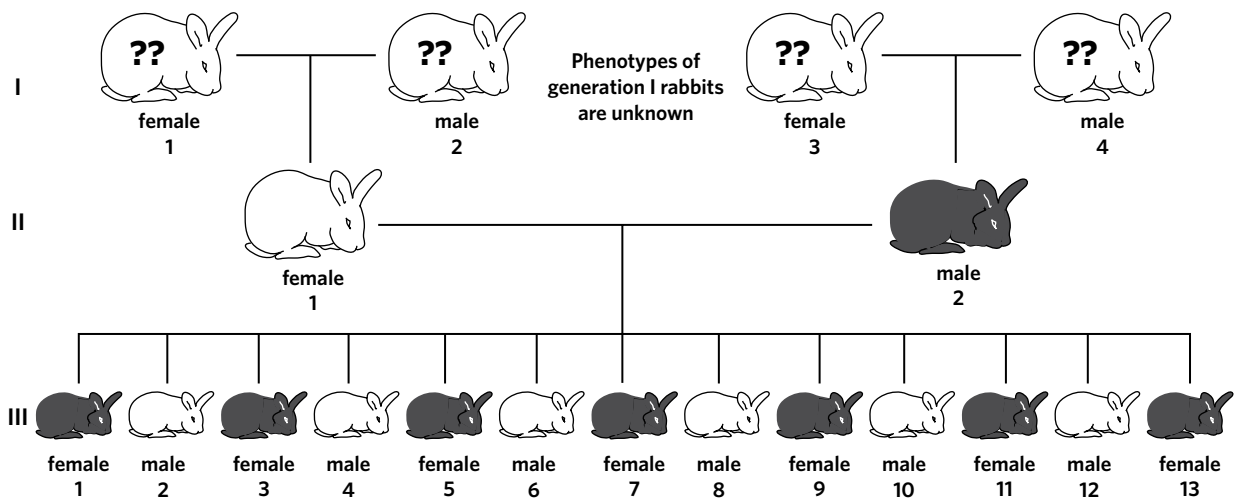 ?? ?? Phenotypes of ?? ??
I generation I rabbits
are unknown
female male female male
1 2 3 4
II
female male
1 2
III
female male female male female male female male female male female male female
1 2 3 4 5 6 7 8 9 10 11 12 13